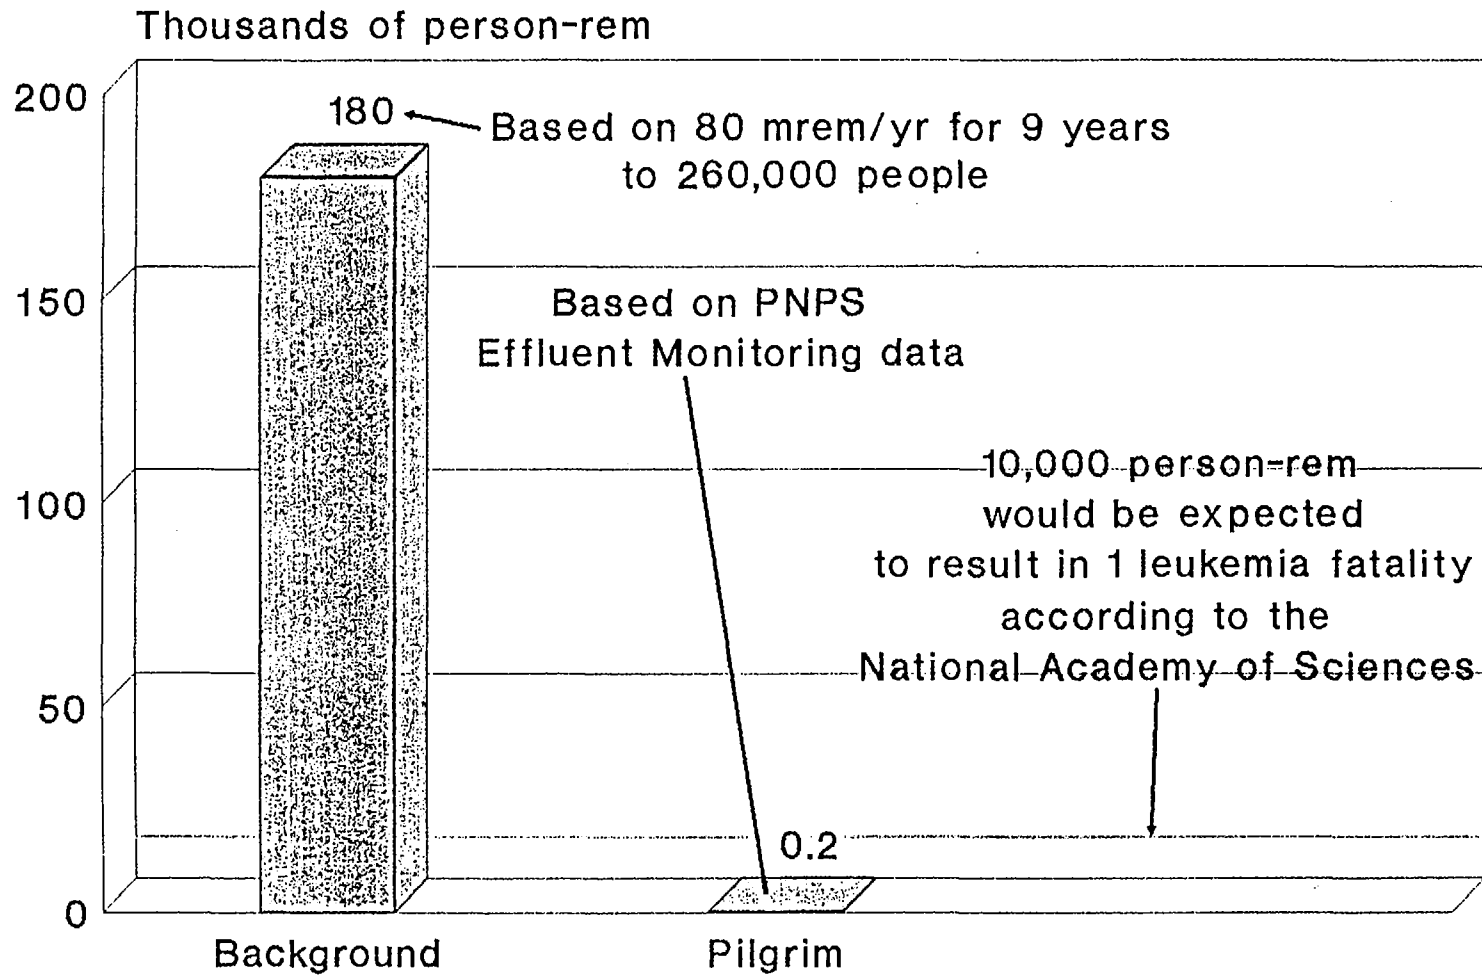 Thousands of person-rem
200
180
Based on 80 mrem/yr for 9 years
to 260,000 people
150
Based on PNPS
Effluent Monitoring data
100
10,000 person-rem
would be expected
to result in 1 leukemia fatality
according to the
National Academy of Sciences
50
0.2
0
Background
Pilgrim